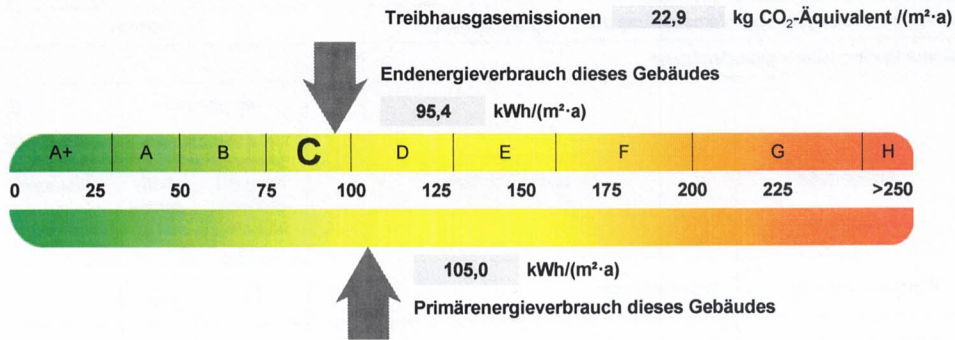 Treibhausgasemissionen 22,9 kg CO₂-Äquivalent /(m²·a)
Endenergieverbrauch dieses Gebäudes
95,4 kWh/(m²·a)
A+ A B C D E F G H
0 25 50 75 100 125 150 175 200 225 >250
105,0 kWh/(m²·a)
Primärenergieverbrauch dieses Gebäudes